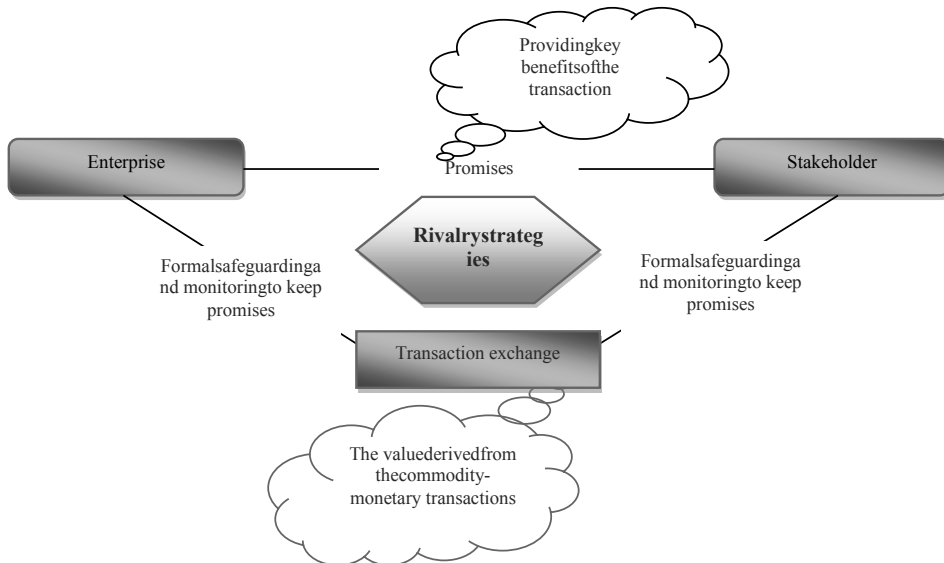 Providingkey
benefitsofthe
transaction
Enterprise
Promises
Stakeholder
Rivalrystrateg
ies
Formalsafeguardinga
nd monitoringto keep
promises
Formalsafeguardinga
nd monitoringto keep
promises
Transaction exchange
The valuederivedfrom
thecommodity-
monetary transactions